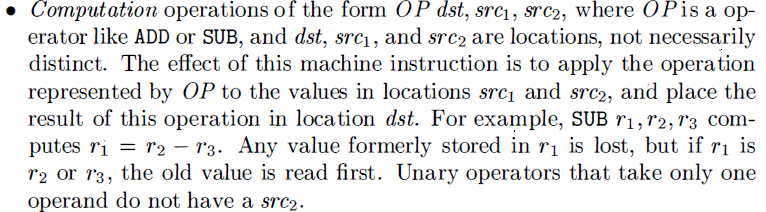 • Computation operations of the form OP dst, src₁, src₂, where OP is a op-
erator like ADD or SUB, and dst, src₁, and src₂ are locations, not necessarily
distinct. The effect of this machine instruction is to apply the operation
represented by OP to the values in locations src₁ and src₂, and place the
result of this operation in location dst. For example, SUB r₁, r₂, r₃ com-
putes r₁ = r₂ − r₃. Any value formerly stored in r₁ is lost, but if r₁ is
r₂ or r₃, the old value is read first. Unary operators that take only one
operand do not have a src₂.